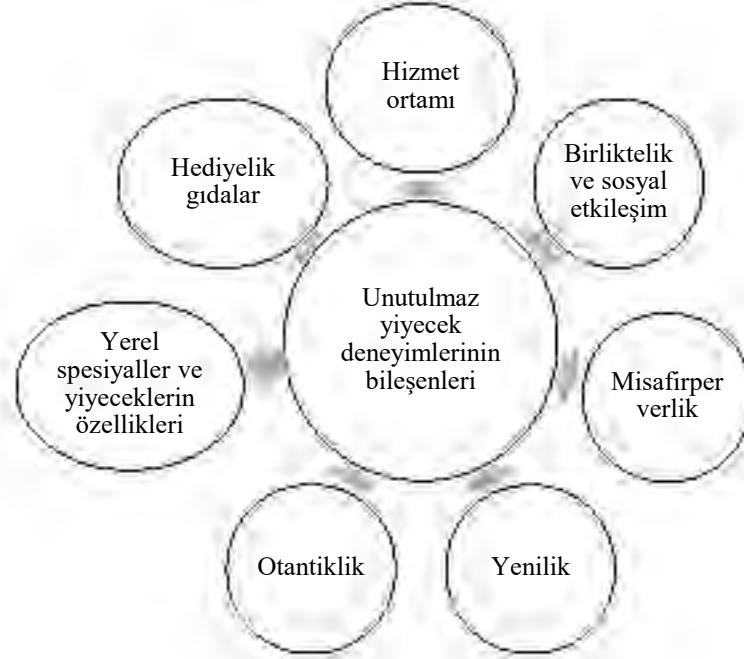 Hizmet
ortamı
Birliktelik
ve sosyal
etkileşim
Hediyelik
gıdalar
Unutulmaz
yiyecek
deneyimlerinin
bileşenleri
Yerel
spesiyaller ve
yiyeceklerin
özellikleri
Misafirper
verlik
Otantiklik
Yenilik